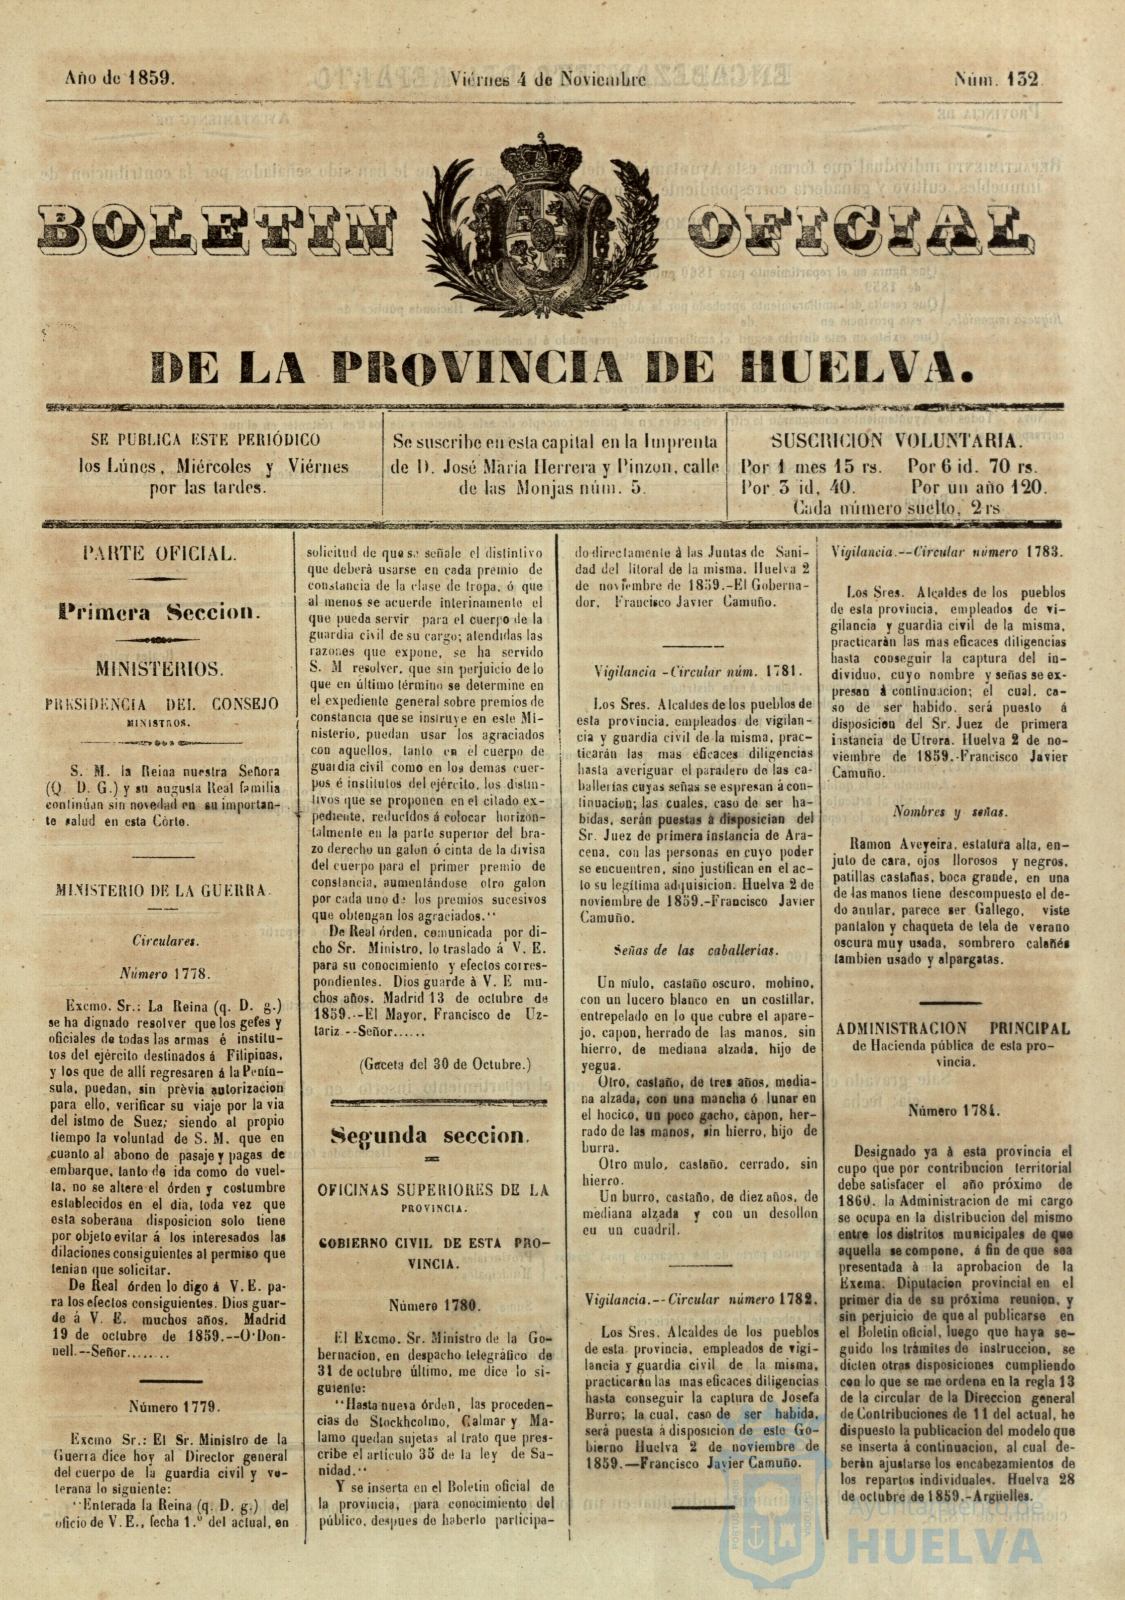 Año de 1859.
Viérnes 4 de Noviembre
Núm. 132.
BOLETIN OFICIAL
DE LA PROVINCIA DE HUELVA.
SE PUBLICA ESTE PERIÓDICO
los Lúnes, Miércoles y Viérnes
por las tardes.
Se suscribe en esta capital en la Imprenta
de D. José Maria Herrera y Pinzon, calle
de las Monjas núm. 5.
SUSCRICION VOLUNTARIA.
Por 1 mes 15 rs. Por 6 id. 70 rs.
Por 3 id. 40. Por un año 120.
Cada número suelto, 2 rs
PARTE OFICIAL.
Primera Seccion.
MINISTERIOS.
PRESIDENCIA DEL CONSEJO
MINISTROS.
S. M. la Reina nuestra Señora
(Q. D. G.) y su augusta Real familia
continúan sin novedad en su importan-
te salud en esta Córte.
MINISTERIO DE LA GUERRA.
Circulares.
Número 1778.
Excmo. Sr.: La Reina (q. D. g.)
se ha dignado resolver que los gefes y
oficiales de todas las armas é institu-
tos del ejército destinados á Filipinas,
y los que de allí regresaren á la Penín-
sula, puedan, sin prèvia autorizacion
para ello, verificar su viaje por la via
del istmo de Suez; siendo al propio
tiempo la voluntad de S. M. que en
cuanto al abono de pasaje y pagas de
embarque, tanto de ida como de vuel-
ta, no se altere el órden y costumbre
establecidos en el dia, toda vez que
esta soberana disposicion solo tiene
por objeto evitar á los interesados las
dilaciones consiguientes al permiso que
tenian que solicitar.
De Real órden lo digo á V. E. pa-
ra los efectos consiguientes. Dios guar-
de á V. E. muchos años. Madrid
19 de octubre de 1859.--O'Don-
nell.--Señor.......
Número 1779.
Excmo Sr.: El Sr. Ministro de la
Guerra dice hoy al Director general
del cuerpo de la guardia civil y ve-
terana lo siguiente:
"Enterada la Reina (q. D. g.) del
oficio de V. E., fecha 1.º del actual, en
solicitud de que se señale el distintivo
que deberá usarse en cada premio de
constancia de la clase de tropa, ó que
al menos se acuerde interinamente el
que pueda servir para el cuerpo de la
guardia civil de su cargo; atendidas las
razones que expone, se ha servido
S. M resolver, que sin perjuicio de lo
que en último término se determine en
el expediente general sobre premios de
constancia que se instruye en este Mi-
nisterio, puedan usar los agraciados
con aquellos, tanto en el cuerpo de
guardia civil como en los demas cuer-
pos é institutos del ejército, los distin-
tivos que se proponen en el citado ex-
pediente, reducidos á colocar horizon-
talmente en la parte superior del bra-
zo derecho un galon ó cinta de la divisa
del cuerpo para el primer premio de
constancia, aumentándose otro galon
por cada uno de los premios sucesivos
que obtengan los agraciados."
De Real órden, comunicada por di-
cho Sr. Ministro, lo traslado á V. E.
para su conocimiento y efectos corres-
pondientes. Dios guarde à V. E mu-
chos años. Madrid 13 de octubre de
1859.--El Mayor, Francisco de Uz-
tariz --Señor......
(Gaceta del 30 de Octubre.)
Segunda seccion.
OFICINAS SUPERIORES DE LA
PROVINCIA.
GOBIERNO CIVIL DE ESTA PRO-
VINCIA.
Número 1780.
El Excmo. Sr. Ministro de la Go-
bernacion, en despacho telegráfico de
31 de octubre último, me dice lo si-
guiente:
"Hasta nueva órden, las proceden-
cias de Stockhcolmo, Calmar y Ma-
lamo quedan sujetas al trato que pres-
cribe el artículo 35 de la ley de Sa-
nidad."
Y se inserta en el Boletin oficial de
la provincia, para conocimiento del
público, despues de haberlo participa-
do directamente á las Juntas de Sani-
dad del litoral de la misma. Huelva 2
de noviembre de 1859.-El Goberna-
dor, Francisco Javier Camuño.
Vigilancia -Circular núm. 1781.
Los Sres. Alcaldes de los pueblos de
esta provincia, empleados de vigilan-
cia y guardia civil de la misma, prac-
ticarán las mas eficaces diligencias
hasta averiguar el paradero de las ca-
ballerias cuyas señas se espresan á con-
tinuacion; las cuales, caso de ser ha-
bidas, serán puestas à disposicion del
Sr. Juez de primera instancia de Ara-
cena, con las personas en cuyo poder
se encuentren, sino justifican en el ac-
to su legítima adquisicion. Huelva 2 de
noviembre de 1859.-Francisco Javier
Camuño.
Señas de las caballerias.
Un mulo, castaño oscuro, mohino,
con un lucero blanco en un costillar,
entrepelado en lo que cubre el apare-
jo, capon, herrado de las manos, sin
hierro, de mediana alzada, hijo de
yegua.
Otro, castaño, de tres años, media-
na alzada, con una mancha ó lunar en
el hocico, un poco gacho, capon, her-
rado de las manos, sin hierro, hijo de
burra.
Otro mulo, castaño, cerrado, sin
hierro.
Un burro, castaño, de diez años, de
mediana alzada y con un desollon
eu un cuadril.
Vigilancia.--Circular número 1782.
Los Sres. Alcaldes de los pueblos
de esta provincia, empleados de vigi-
lancia y guardia civil de la misma,
practicarán las mas eficaces diligencias
hasta conseguir la captura de Josefa
Burro; la cual, caso de ser habida,
será puesta á disposicion de este Go-
bierno Huelva 2 de noviembre de
1859.—Francisco Javier Camuño.
Vigilancia.--Circular número 1783.
Los Sres. Alcaldes de los pueblos
de esta provincia, empleados de vi-
gilancia y guardia civil de la misma,
practicarán las mas eficaces diligencias
hasta conseguir la captura del in-
dividuo, cuyo nombre y señas se ex-
presan á continuacion; el cual, ca-
so de ser habido, será puesto á
disposicion del Sr. Juez de primera
instancia de Utrera. Huelva 2 de no-
viembre de 1859.-Francisco Javier
Camuño.
Nombres y señas.
Ramon Aveyeira, estatura alta, en-
juto de cara, ojos llorosos y negros,
patillas castañas, boca grande, en una
de las manos tiene descompuesto el de-
do anular, parece ser Gallego, viste
pantalon y chaqueta de tela de verano
oscura muy usada, sombrero calañés
tambien usado y alpargatas.
ADMINISTRACION PRINCIPAL
de Hacienda pública de esta pro-
vincia.
Número 1784.
Designado ya à esta provincia el
cupo que por contribucion territorial
debe satisfacer el año próximo de
1860, la Administracion de mi cargo
se ocupa en la distribucion del mismo
entre los distritos municipales de que
aquella se compone, á fin de que sea
presentada à la aprobacion de la
Exema. Diputacion provincial en el
primer dia de su próxima reunion, y
sin perjuicio de que al publicarse en
el Boletin oficial, luego que haya se-
guido los trámites de instruccion, se
dicten otras disposiciones cumpliendo
con lo que se me ordena en la regla 13
de la circular de la Direccion general
de Contribuciones de 11 del actual, he
dispuesto la publicacion del modelo que
se inserta á continuacion, al cual de-
berán ajustarse los encabezamientos de
los repartos individuales. Huelva 28
de octubre de 1859.-Argüelles.
Ayuntamiento de
HUELVA